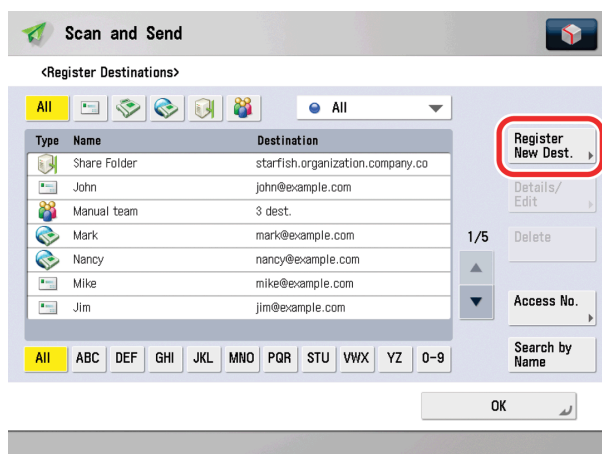 Scan and Send
<Register Destinations>
All
All
Type Name Destination
Share Folder starfish.organization.company.co
John john@example.com
Manual team 3 dest.
Mark mark@example.com
Nancy nancy@example.com
Mike mike@example.com
Jim jim@example.com
1/5
Register
New Dest.
Details/
Edit
Delete
Access No.
Search by
Name
All ABC DEF GHI JKL MNO PQR STU VWX YZ 0-9
OK